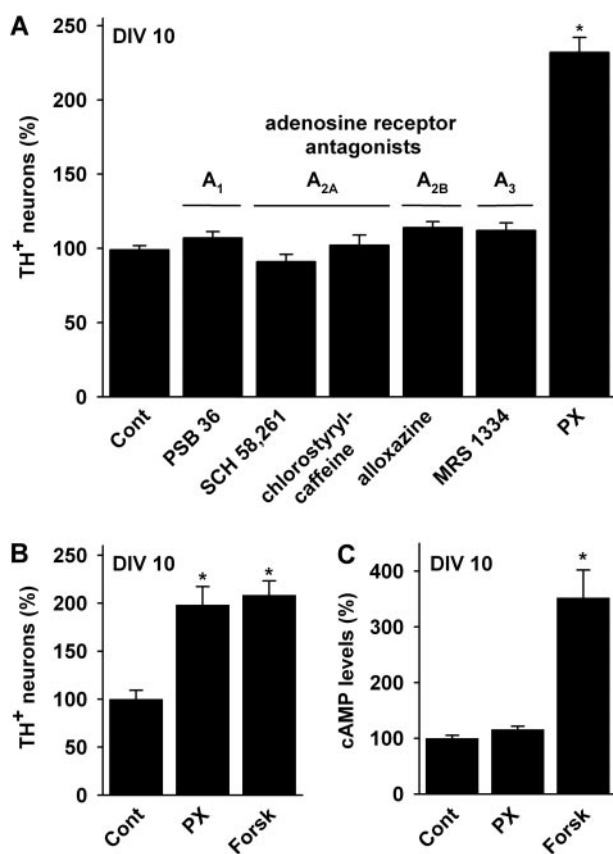 A
DIV 10
250
200
150
100
50
0
TH+ neurons (%)
adenosine receptor
antagonists
A1
A2A
A2B
A3
*
Cont
PSB 36
SCH 58,261
chlorostyryl-
caffeine
alloxazine
MRS 1334
PX
B
DIV 10
250
200
150
100
50
0
TH+ neurons (%)
*
*
Cont
PX
Forsk
C
DIV 10
400
300
200
100
0
cAMP levels (%)
*
Cont
PX
Forsk